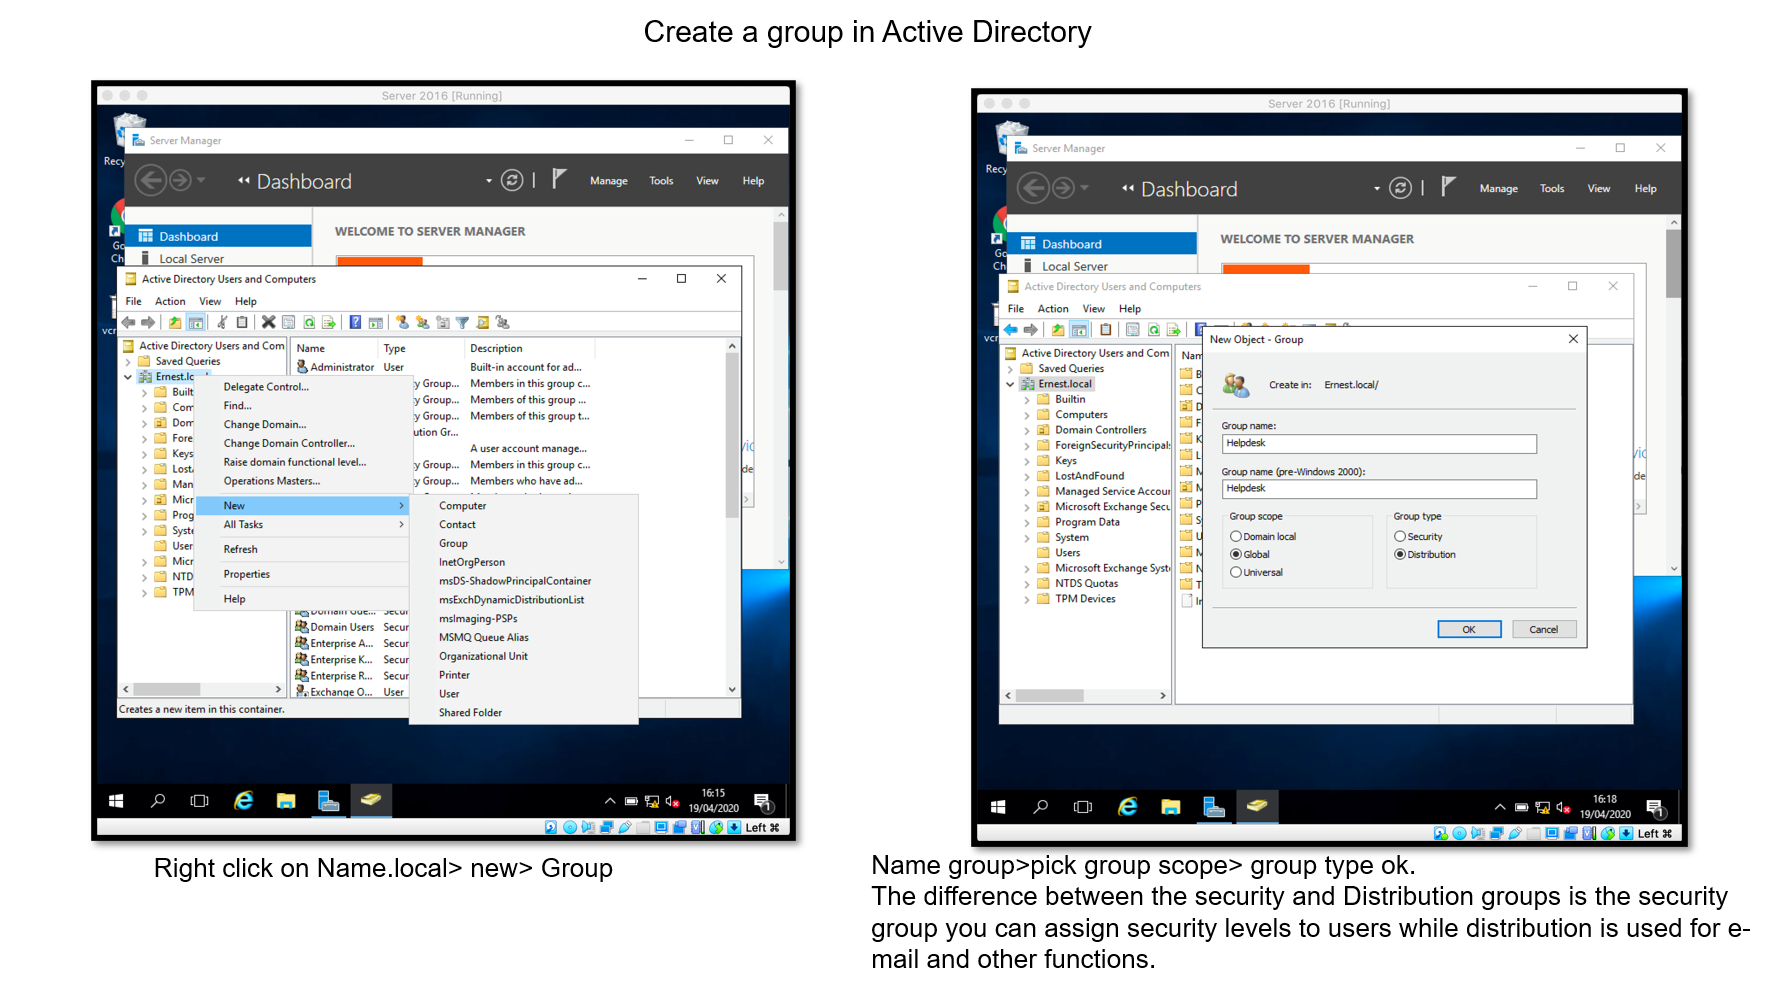 Create a group in Active Directory
Server 2016 [Running]
Server Manager
Dashboard
Manage Tools View Help
Dashboard
Local Server
WELCOME TO SERVER MANAGER
Active Directory Users and Computers
File Action View Help
Active Directory Users and Com
Saved Queries
Name Type Description
Administrator User Built-in account for ad...
y Group... Members in this group c...
y Group... Members of this group ...
y Group... Members of this group t...
ution Gr...
A user account manage...
y Group... Members in this group c...
y Group... Members who have ad...
Delegate Control...
Find...
Change Domain...
Change Domain Controller...
Raise domain functional level...
Operations Masters...
New
All Tasks
Refresh
Properties
Help
Computer
Contact
Group
InetOrgPerson
msDS-ShadowPrincipalContainer
msExchDynamicDistributionList
msImaging-PSPs
MSMQ Queue Alias
Organizational Unit
Printer
User
Shared Folder
Domain Gue... Secur
Domain Users Secur
Enterprise A... Secur
Enterprise K... Secur
Enterprise R... Secur
Exchange O... User
Creates a new item in this container.
16:15
19/04/2020
Left ⌘
Right click on Name.local> new> Group
Server 2016 [Running]
Server Manager
Dashboard
Manage Tools View Help
Dashboard
Local Server
WELCOME TO SERVER MANAGER
Active Directory Users and Computers
File Action View Help
Active Directory Users and Com
Saved Queries
Ernest.local
Builtin
Computers
Domain Controllers
ForeignSecurityPrincipals
Keys
LostAndFound
Managed Service Accour
Microsoft Exchange Secu
Program Data
System
Users
Microsoft Exchange Syste
NTDS Quotas
TPM Devices
New Object - Group
Create in: Ernest.local/
Group name:
Helpdesk
Group name (pre-Windows 2000):
Helpdesk
Group scope
Domain local
Global
Universal
Group type
Security
Distribution
OK Cancel
16:18
19/04/2020
Left ⌘
Name group>pick group scope> group type ok.
The difference between the security and Distribution groups is the security
group you can assign security levels to users while distribution is used for e-
mail and other functions.